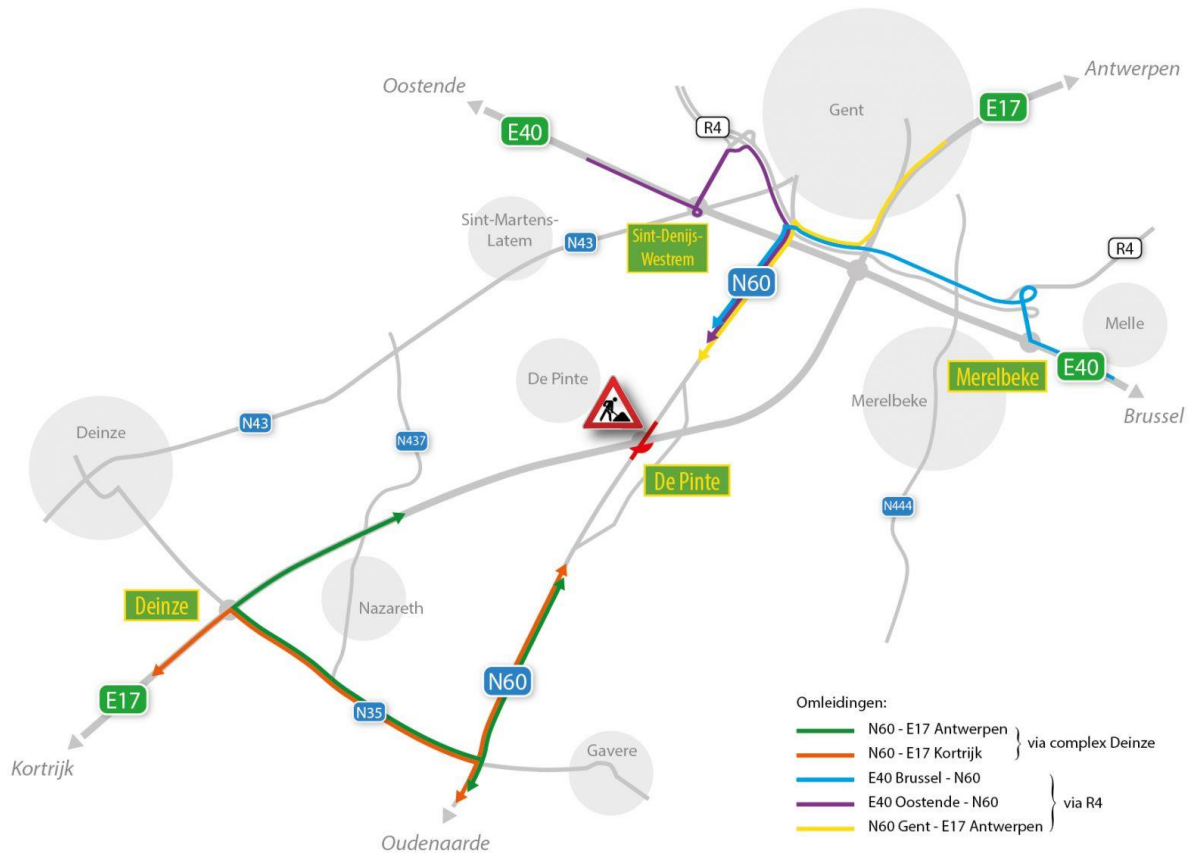 Antwerpen
Oostende
E17
Gent
E40
R4
Sint-Martens-
Latem
N43
Sint-Denijs-
Westrem
R4
N60
Melle
De Pinte
Merelbeke
E40
Merelbeke
Brussel
Deinze
N43
N437
De Pinte
N444
Deinze
Nazareth
N60
E17
N35
Omleidingen:
N60 - E17 Antwerpen
N60 - E17 Kortrijk
via complex Deinze
E40 Brussel - N60
E40 Oostende - N60
N60 Gent - E17 Antwerpen
via R4
Gavere
Kortrijk
Oudenaarde